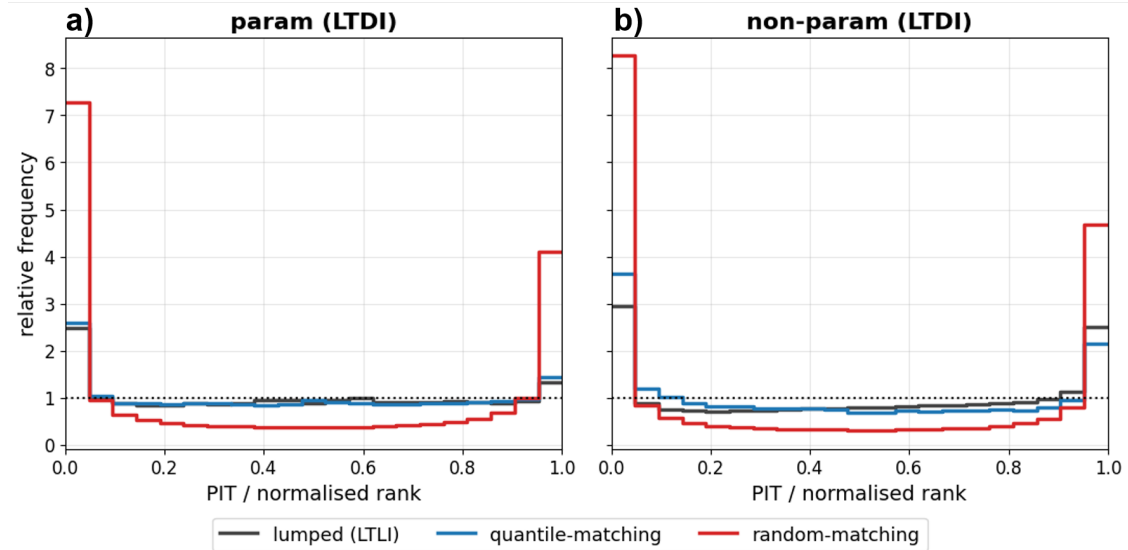 a) param (LTDI)
b) non-param (LTDI)
relative frequency
8
7
6
5
4
3
2
1
0
0.0 0.2 0.4 0.6 0.8 1.0
0.0 0.2 0.4 0.6 0.8 1.0
PIT / normalised rank
PIT / normalised rank
lumped (LTLI) quantile-matching random-matching